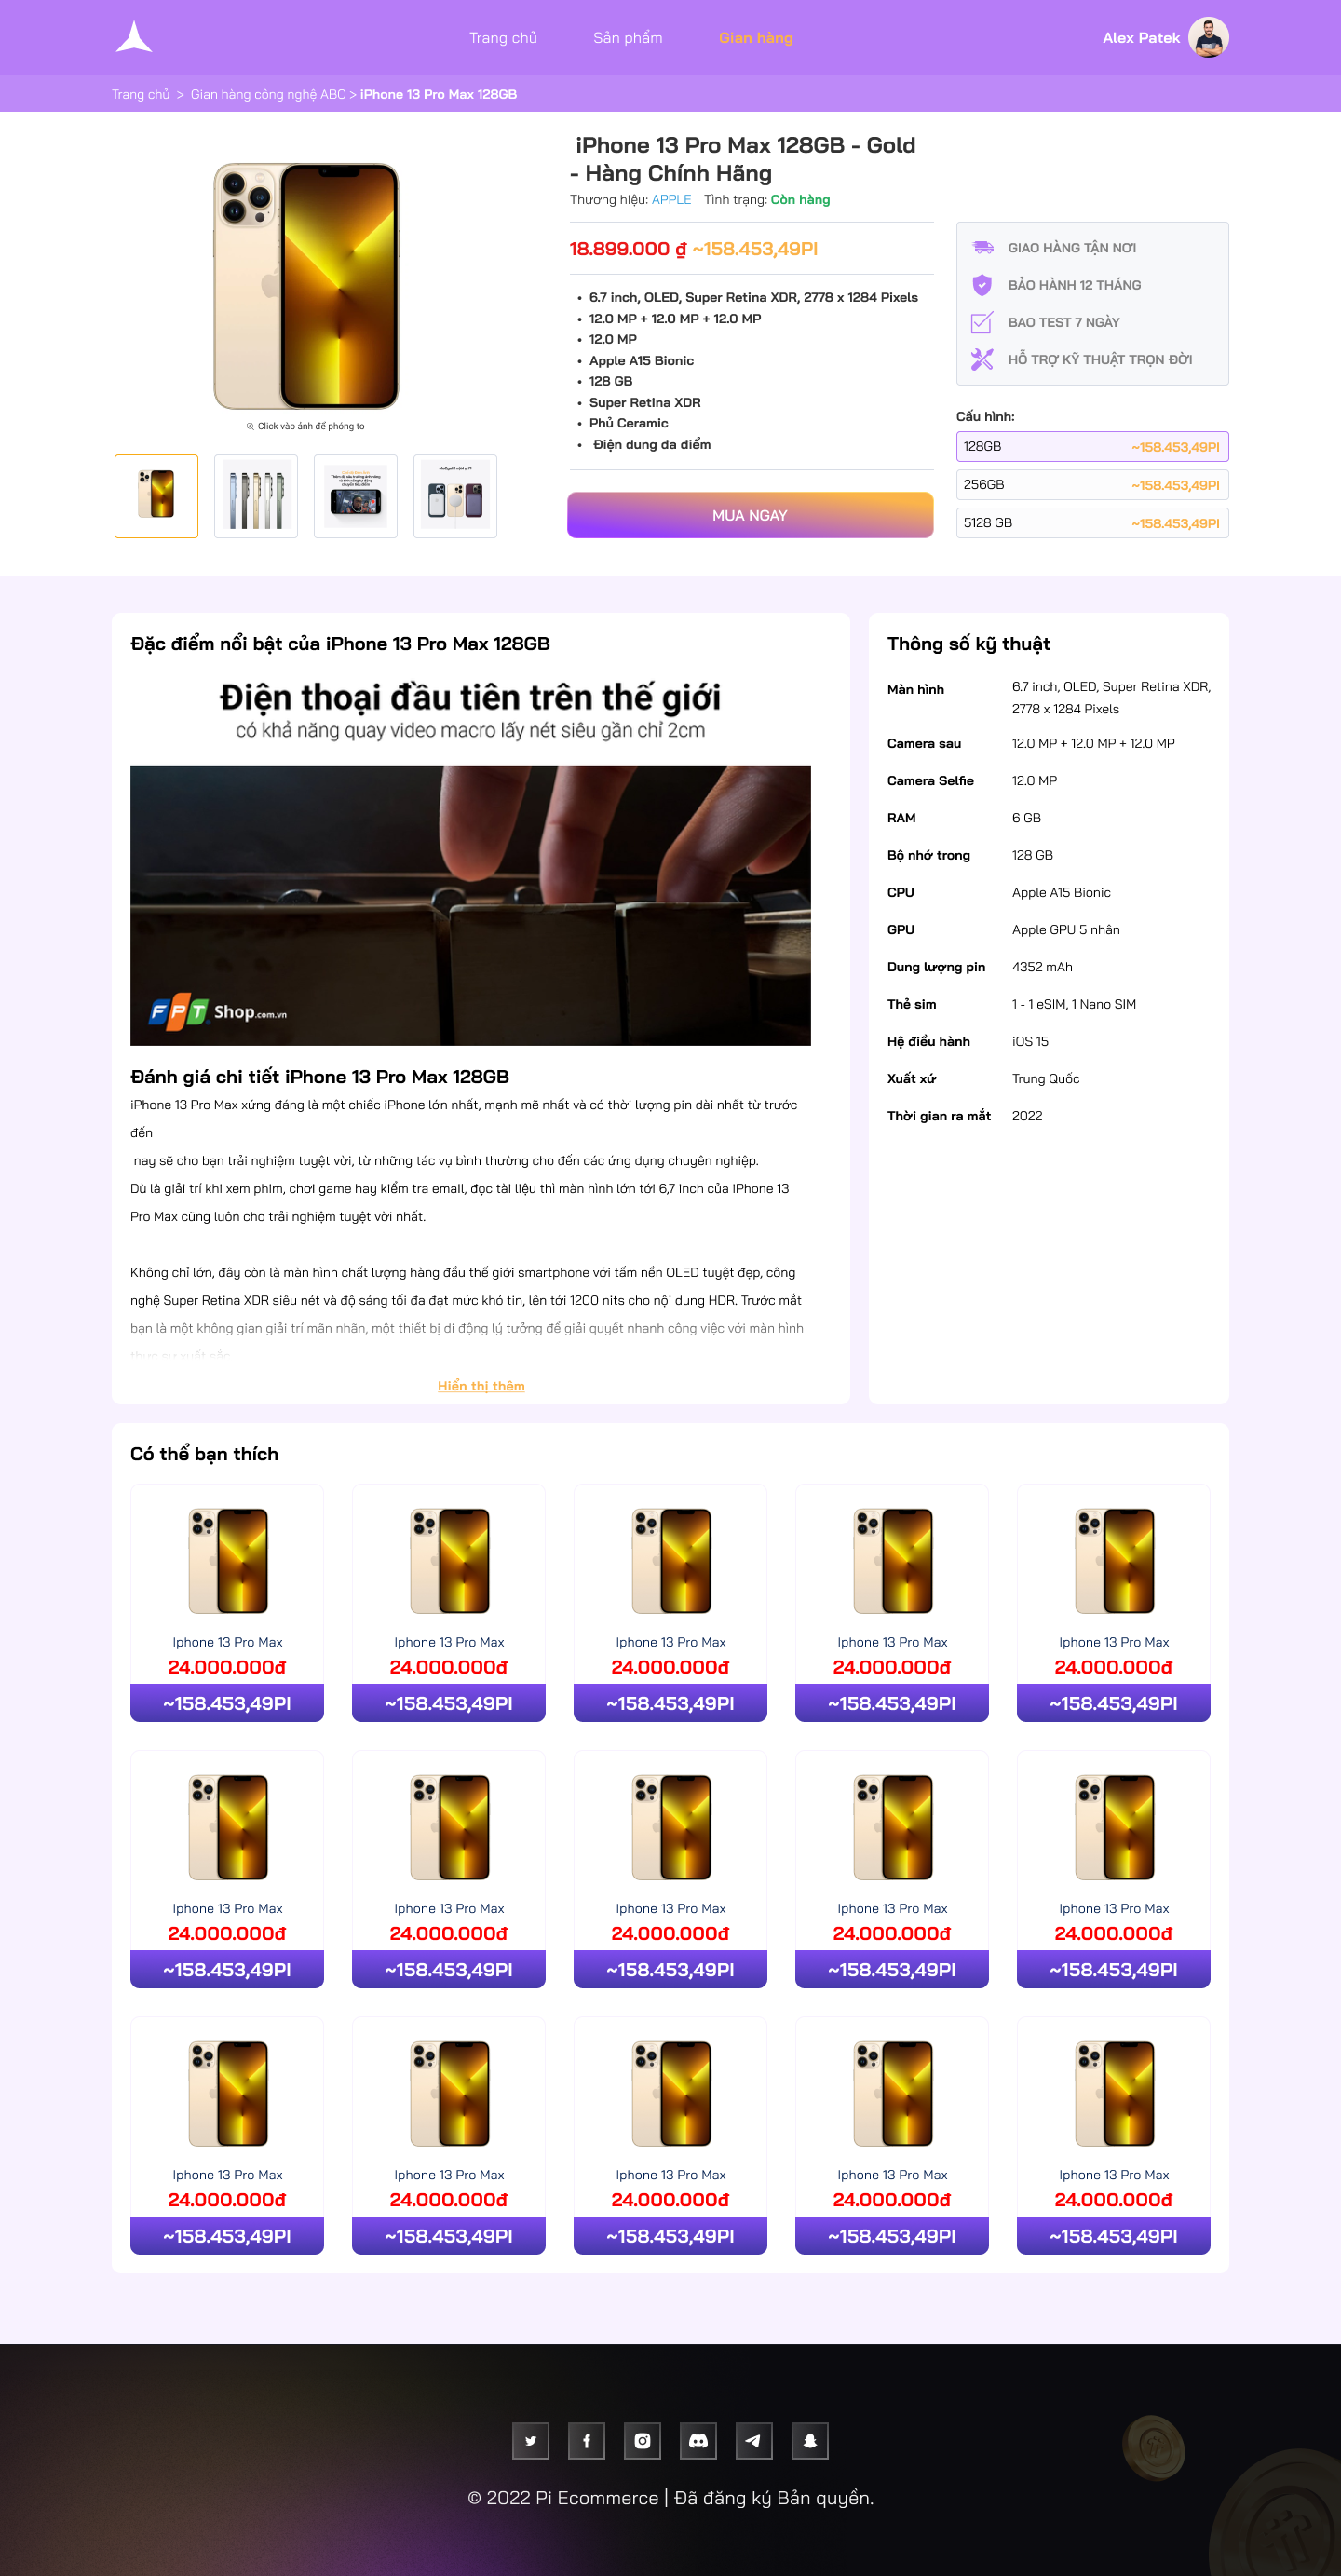 Trang chủ
Sản phẩm
Gian hàng
Alex Patek
Trang chủ > Gian hàng công nghệ ABC > iPhone 13 Pro Max 128GB
iPhone 13 Pro Max 128GB - Gold
- Hàng Chính Hãng
Thương hiệu: APPLE Tình trạng: Còn hàng
18.899.000 ₫ ~158.453,49PI
• 6.7 inch, OLED, Super Retina XDR, 2778 x 1284 Pixels
• 12.0 MP + 12.0 MP + 12.0 MP
• 12.0 MP
• Apple A15 Bionic
• 128 GB
• Super Retina XDR
• Phủ Ceramic
• Điện dung đa điểm
MUA NGAY
Click vào ảnh để phóng to
GIAO HÀNG TẬN NƠI
BẢO HÀNH 12 THÁNG
BAO TEST 7 NGÀY
HỖ TRỢ KỸ THUẬT TRỌN ĐỜI
Cấu hình:
128GB ~158.453,49PI
256GB ~158.453,49PI
5128 GB ~158.453,49PI
Đặc điểm nổi bật của iPhone 13 Pro Max 128GB
Điện thoại đầu tiên trên thế giới
có khả năng quay video macro lấy nét siêu gần chỉ 2cm
FPT Shop.com.vn
Đánh giá chi tiết iPhone 13 Pro Max 128GB
iPhone 13 Pro Max xứng đáng là một chiếc iPhone lớn nhất, mạnh mẽ nhất và có thời lượng pin dài nhất từ trước
đến
nay sẽ cho bạn trải nghiệm tuyệt vời, từ những tác vụ bình thường cho đến các ứng dụng chuyên nghiệp.
Dù là giải trí khi xem phim, chơi game hay kiểm tra email, đọc tài liệu thì màn hình lớn tới 6,7 inch của iPhone 13
Pro Max cũng luôn cho trải nghiệm tuyệt vời nhất.
Không chỉ lớn, đây còn là màn hình chất lượng hàng đầu thế giới smartphone với tấm nền OLED tuyệt đẹp, công
nghệ Super Retina XDR siêu nét và độ sáng tối đa đạt mức khó tin, lên tới 1200 nits cho nội dung HDR. Trước mắt
bạn là một không gian giải trí mãn nhãn, một thiết bị di động lý tưởng để giải quyết nhanh công việc với màn hình
thực sự xuất sắc.
Hiển thị thêm
Thông số kỹ thuật
Màn hình 6.7 inch, OLED, Super Retina XDR,
2778 x 1284 Pixels
Camera sau 12.0 MP + 12.0 MP + 12.0 MP
Camera Selfie 12.0 MP
RAM 6 GB
Bộ nhớ trong 128 GB
CPU Apple A15 Bionic
GPU Apple GPU 5 nhân
Dung lượng pin 4352 mAh
Thẻ sim 1 - 1 eSIM, 1 Nano SIM
Hệ điều hành iOS 15
Xuất xứ Trung Quốc
Thời gian ra mắt 2022
Có thể bạn thích
Iphone 13 Pro Max Iphone 13 Pro Max Iphone 13 Pro Max Iphone 13 Pro Max Iphone 13 Pro Max
24.000.000đ 24.000.000đ 24.000.000đ 24.000.000đ 24.000.000đ
~158.453,49PI ~158.453,49PI ~158.453,49PI ~158.453,49PI ~158.453,49PI
Iphone 13 Pro Max Iphone 13 Pro Max Iphone 13 Pro Max Iphone 13 Pro Max Iphone 13 Pro Max
24.000.000đ 24.000.000đ 24.000.000đ 24.000.000đ 24.000.000đ
~158.453,49PI ~158.453,49PI ~158.453,49PI ~158.453,49PI ~158.453,49PI
Iphone 13 Pro Max Iphone 13 Pro Max Iphone 13 Pro Max Iphone 13 Pro Max Iphone 13 Pro Max
24.000.000đ 24.000.000đ 24.000.000đ 24.000.000đ 24.000.000đ
~158.453,49PI ~158.453,49PI ~158.453,49PI ~158.453,49PI ~158.453,49PI
© 2022 Pi Ecommerce | Đã đăng ký Bản quyền.